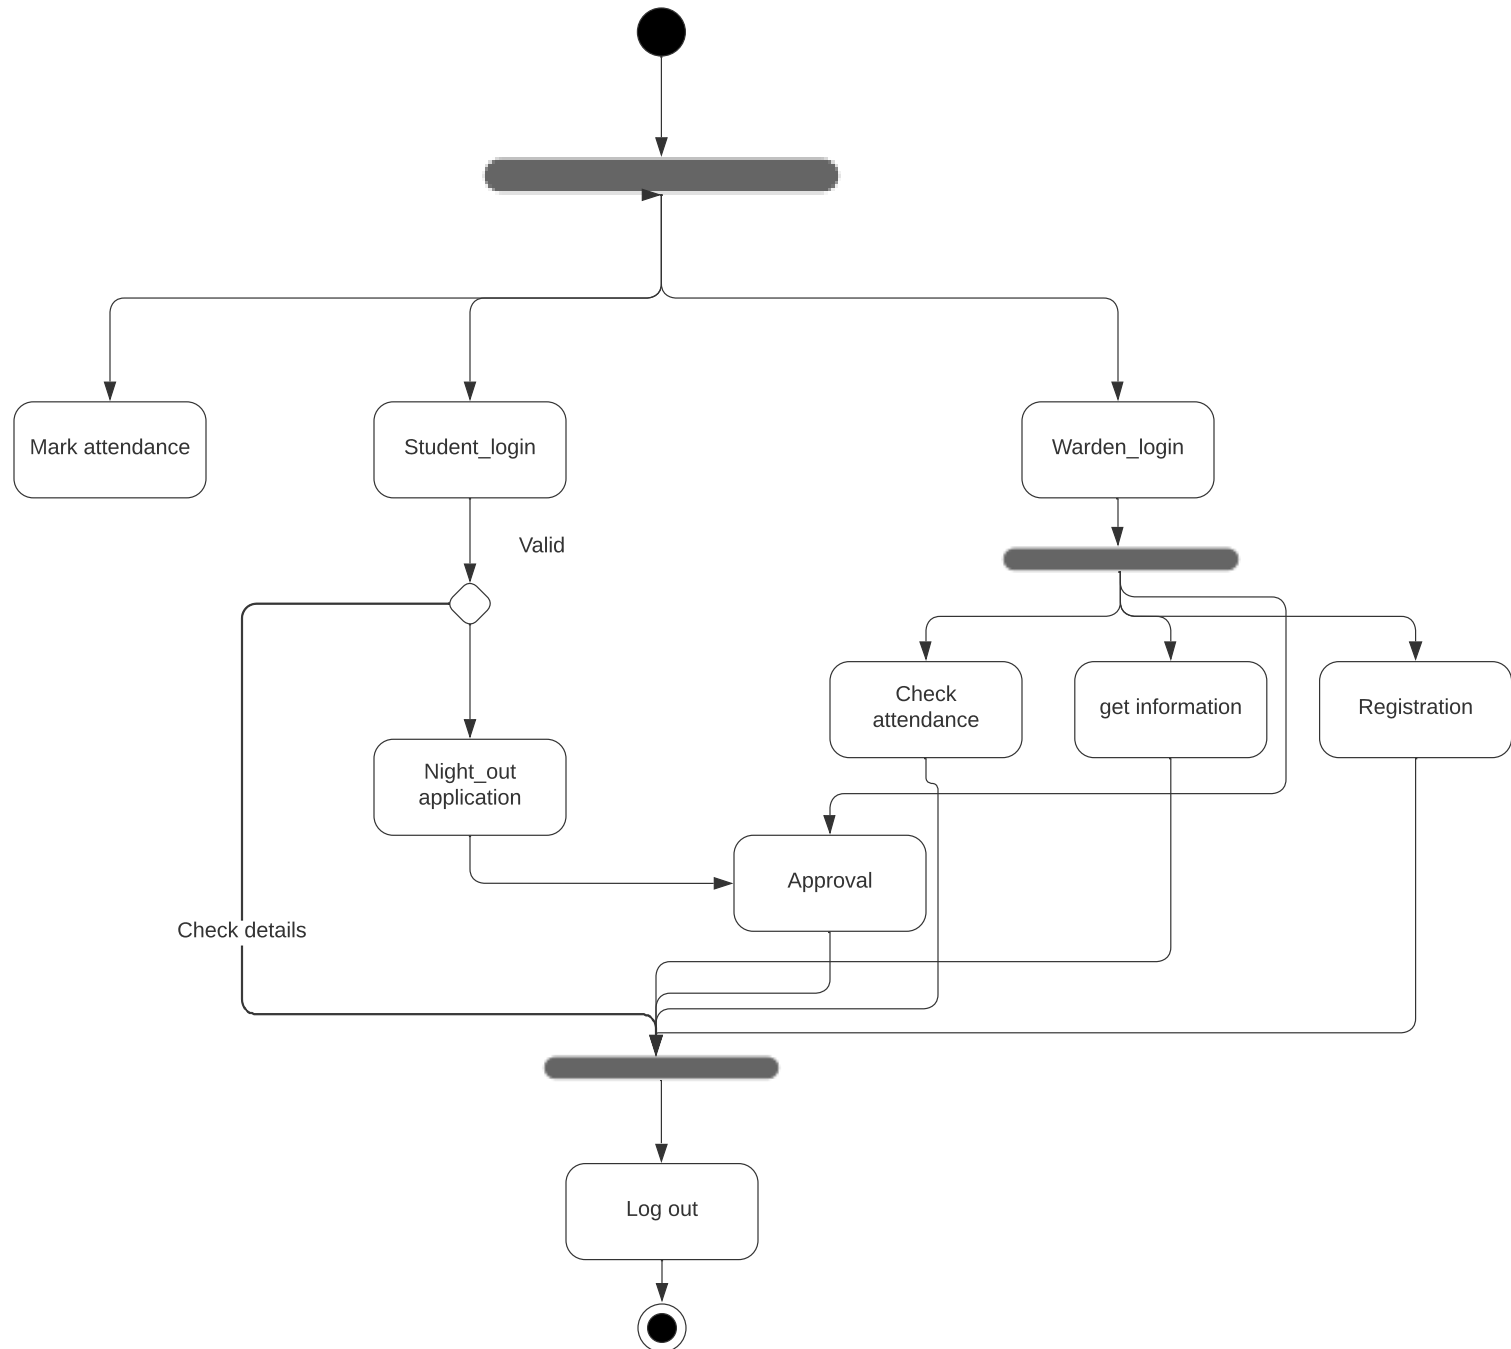 Mark attendance
Student_login
Warden_login
Valid
Check
attendance
get information
Registration
Night_out
application
Approval
Check details
Log out